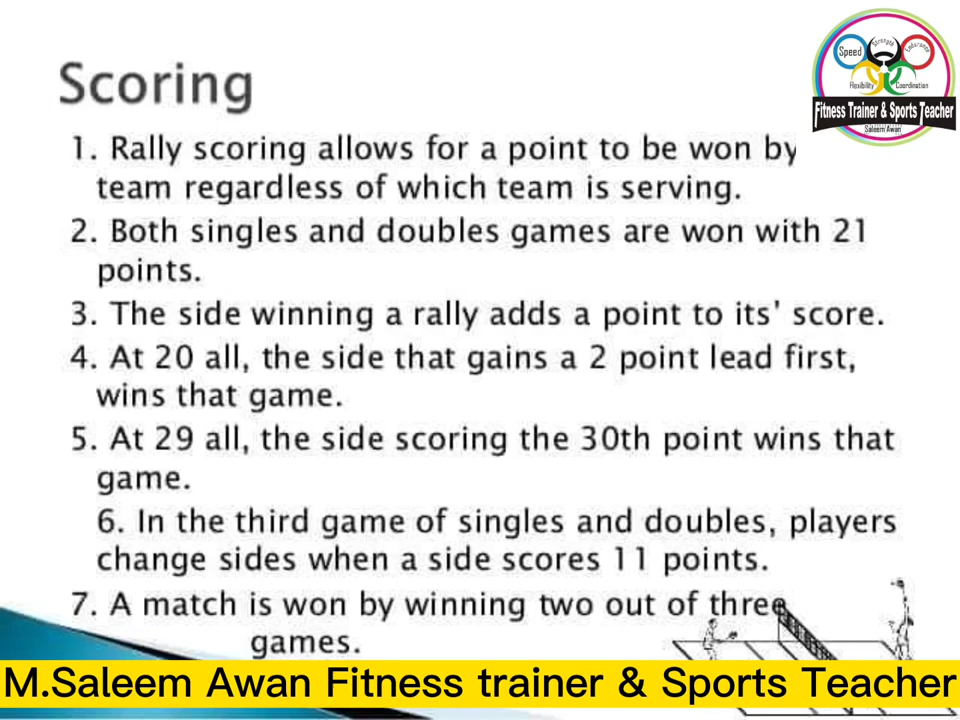 Scoring
Speed
Strength
Endurance
Flexibility
Coordination
Fitness Trainer & Sports Teacher
Saleem Awan
1. Rally scoring allows for a point to be won by
team regardless of which team is serving.
2. Both singles and doubles games are won with 21
points.
3. The side winning a rally adds a point to its' score.
4. At 20 all, the side that gains a 2 point lead first,
wins that game.
5. At 29 all, the side scoring the 30th point wins that
game.
6. In the third game of singles and doubles, players
change sides when a side scores 11 points.
7. A match is won by winning two out of three
games.
M.Saleem Awan Fitness trainer & Sports Teacher